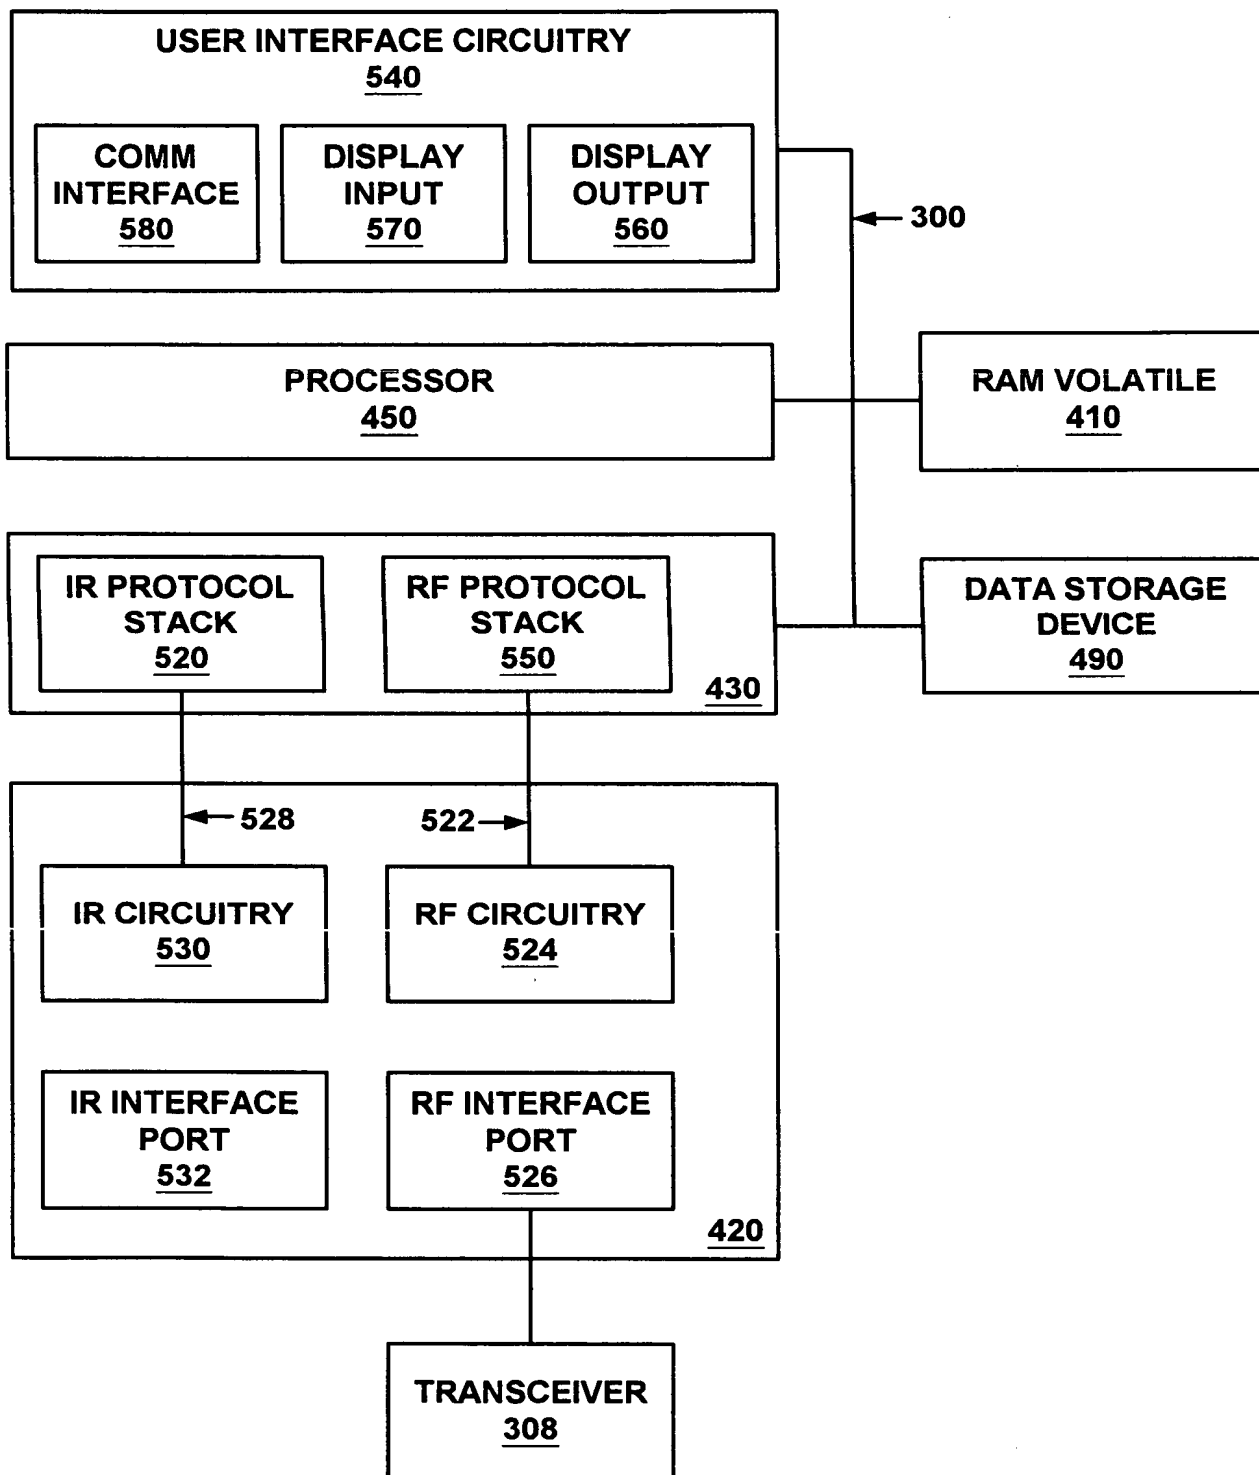 USER INTERFACE CIRCUITRY
540
COMM
INTERFACE
580
DISPLAY
INPUT
570
DISPLAY
OUTPUT
560
300
PROCESSOR
450
RAM VOLATILE
410
IR PROTOCOL
STACK
520
RF PROTOCOL
STACK
550
430
DATA STORAGE
DEVICE
490
528
522
IR CIRCUITRY
530
RF CIRCUITRY
524
IR INTERFACE
PORT
532
RF INTERFACE
PORT
526
420
TRANSCEIVER
308